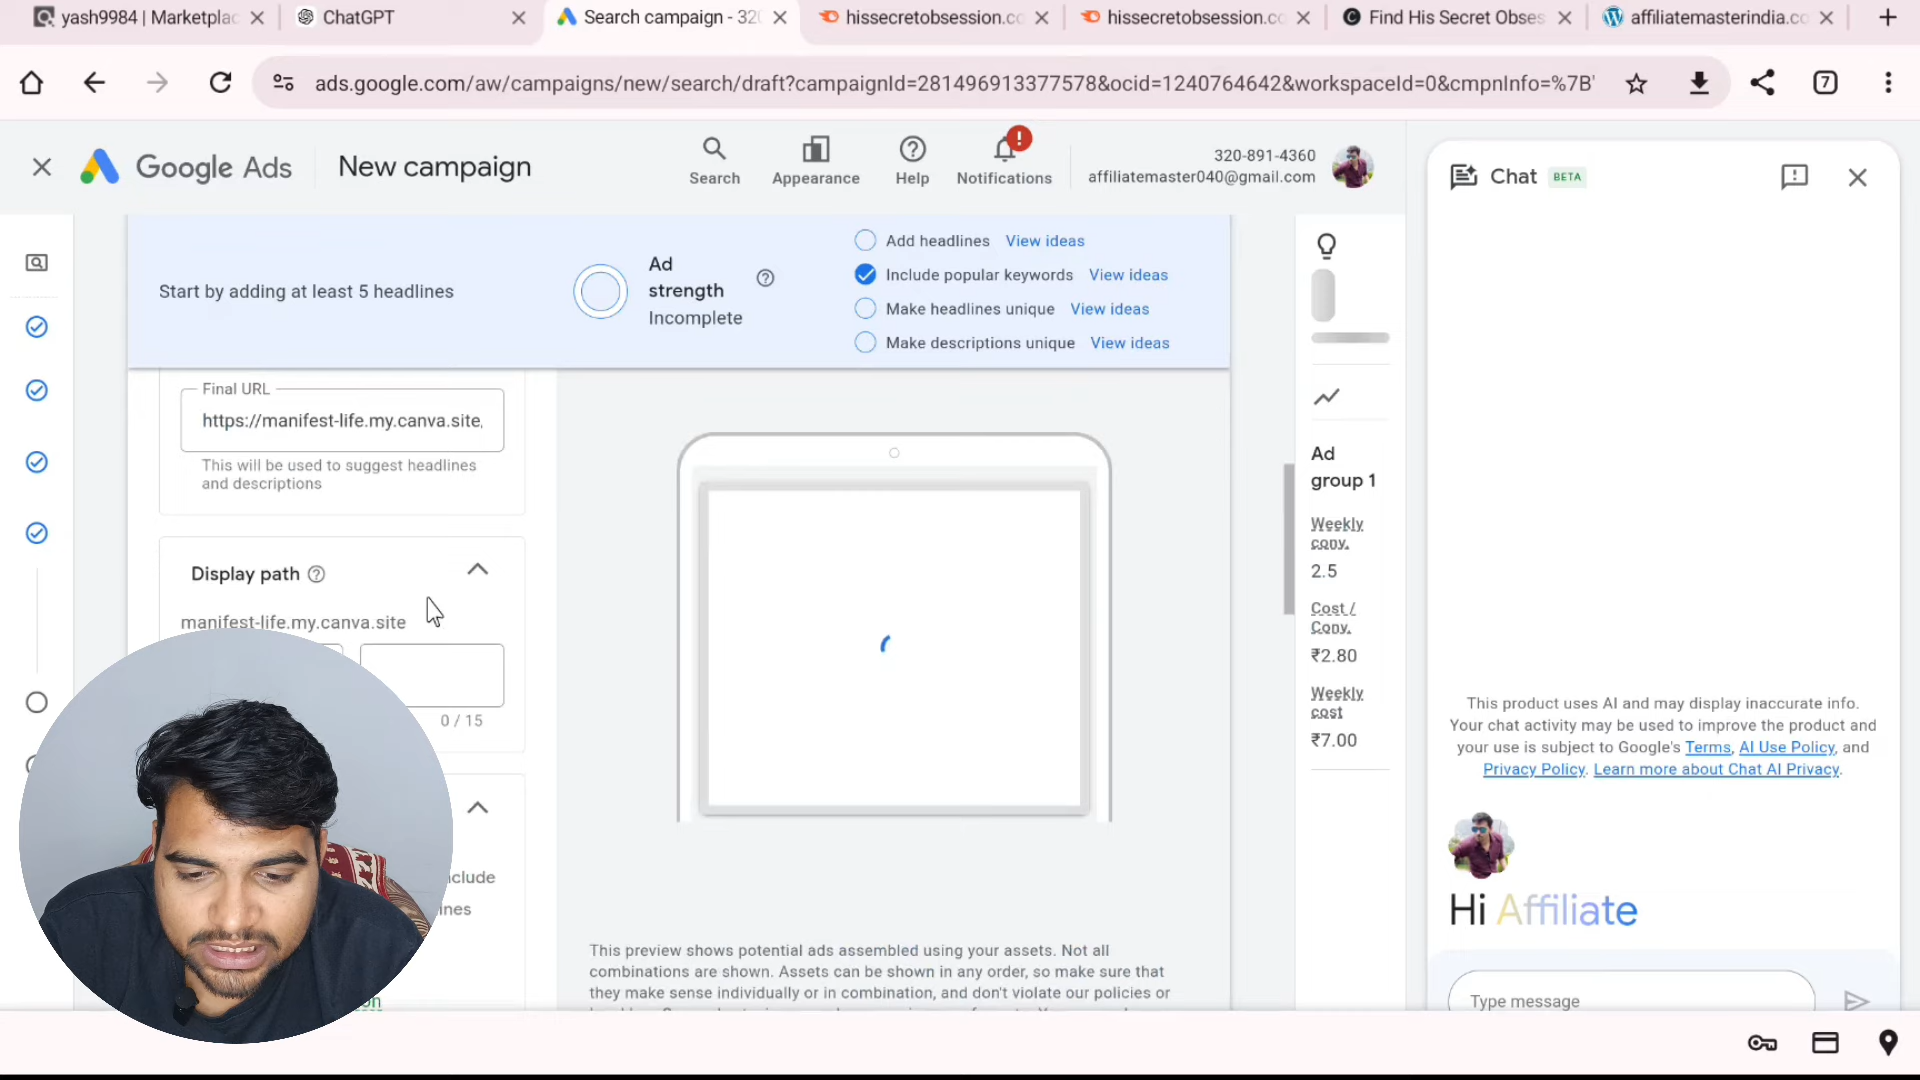 yash9984 | Marketplac
ChatGPT
Search campaign - 320
hissecretobsession.co
hissecretobsession.co
Find His Secret Obses
affiliatemasterindia.co
ads.google.com/aw/campaigns/new/search/draft?campaignId=281496913377578&ocid=1240764642&workspaceId=0&cmpnInfo=%7B'
7
Google Ads
New campaign
Search
Appearance
Help
Notifications
320-891-4360
affiliatemaster040@gmail.com
Chat BETA
Start by adding at least 5 headlines
Ad
strength
Incomplete
Add headlines View ideas
Include popular keywords View ideas
Make headlines unique View ideas
Make descriptions unique View ideas
Final URL
https://manifest-life.my.canva.site,
This will be used to suggest headlines
and descriptions
Display path
manifest-life.my.canva.site
0 / 15
This preview shows potential ads assembled using your assets. Not all
combinations are shown. Assets can be shown in any order, so make sure that
they make sense individually or in combination, and don't violate our policies or
Ad
group 1
Weekly
conv.
2.5
Cost /
Conv.
₹2.80
Weekly
cost
₹7.00
This product uses AI and may display inaccurate info.
Your chat activity may be used to improve the product and
your use is subject to Google's Terms, AI Use Policy, and
Privacy Policy. Learn more about Chat AI Privacy.
Hi Affiliate
Type message